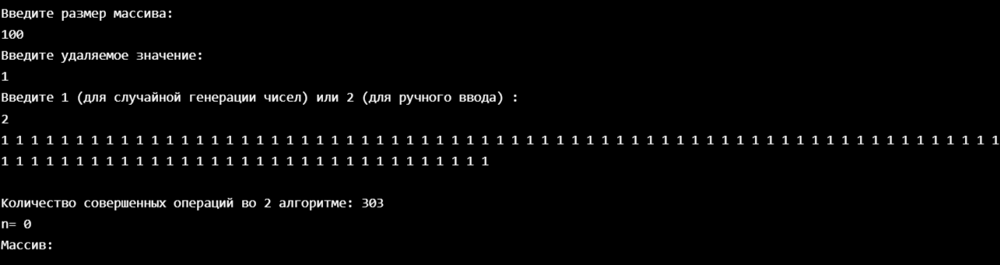 Введите размер массива:
100
Введите удаляемое значение:
1
Введите 1 (для случайной генерации чисел) или 2 (для ручного ввода) :
2
1 1 1 1 1 1 1 1 1 1 1 1 1 1 1 1 1 1 1 1 1 1 1 1 1 1 1 1 1 1 1 1 1 1 1 1 1 1 1 1 1 1 1 1 1 1 1 1 1 1 1 1 1 1 1 1 1 1 1 1 1 1 1 1 1 1 1
1 1 1 1 1 1 1 1 1 1 1 1 1 1 1 1 1 1 1 1 1 1 1 1 1 1 1 1 1 1 1 1 1
Количество совершенных операций во 2 алгоритме: 303
n= 0
Массив: